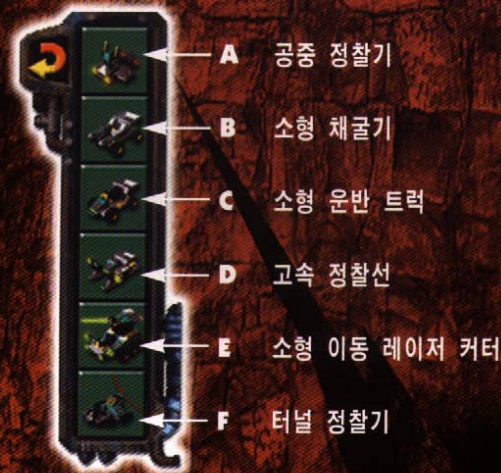 A 공중 정찰기
B 소형 채굴기
C 소형 운반 트럭
D 고속 정찰선
E 소형 이동 레이저 커터
F 터널 정찰기